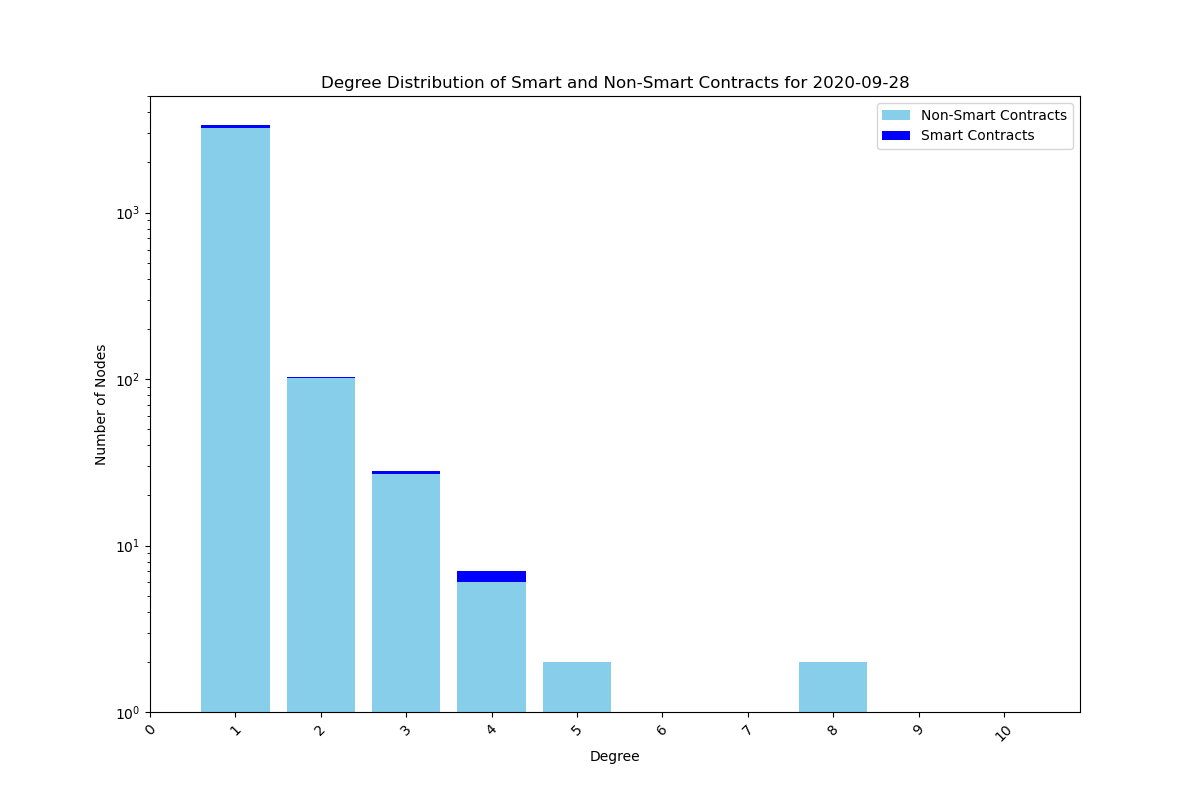 Degree Distribution of Smart and Non-Smart Contracts for 2020-09-28
Non-Smart Contracts
Smart Contracts
10³
10²
10¹
10⁰
Number of Nodes
0 1 2 3 4 5 6 7 8 9 10
Degree